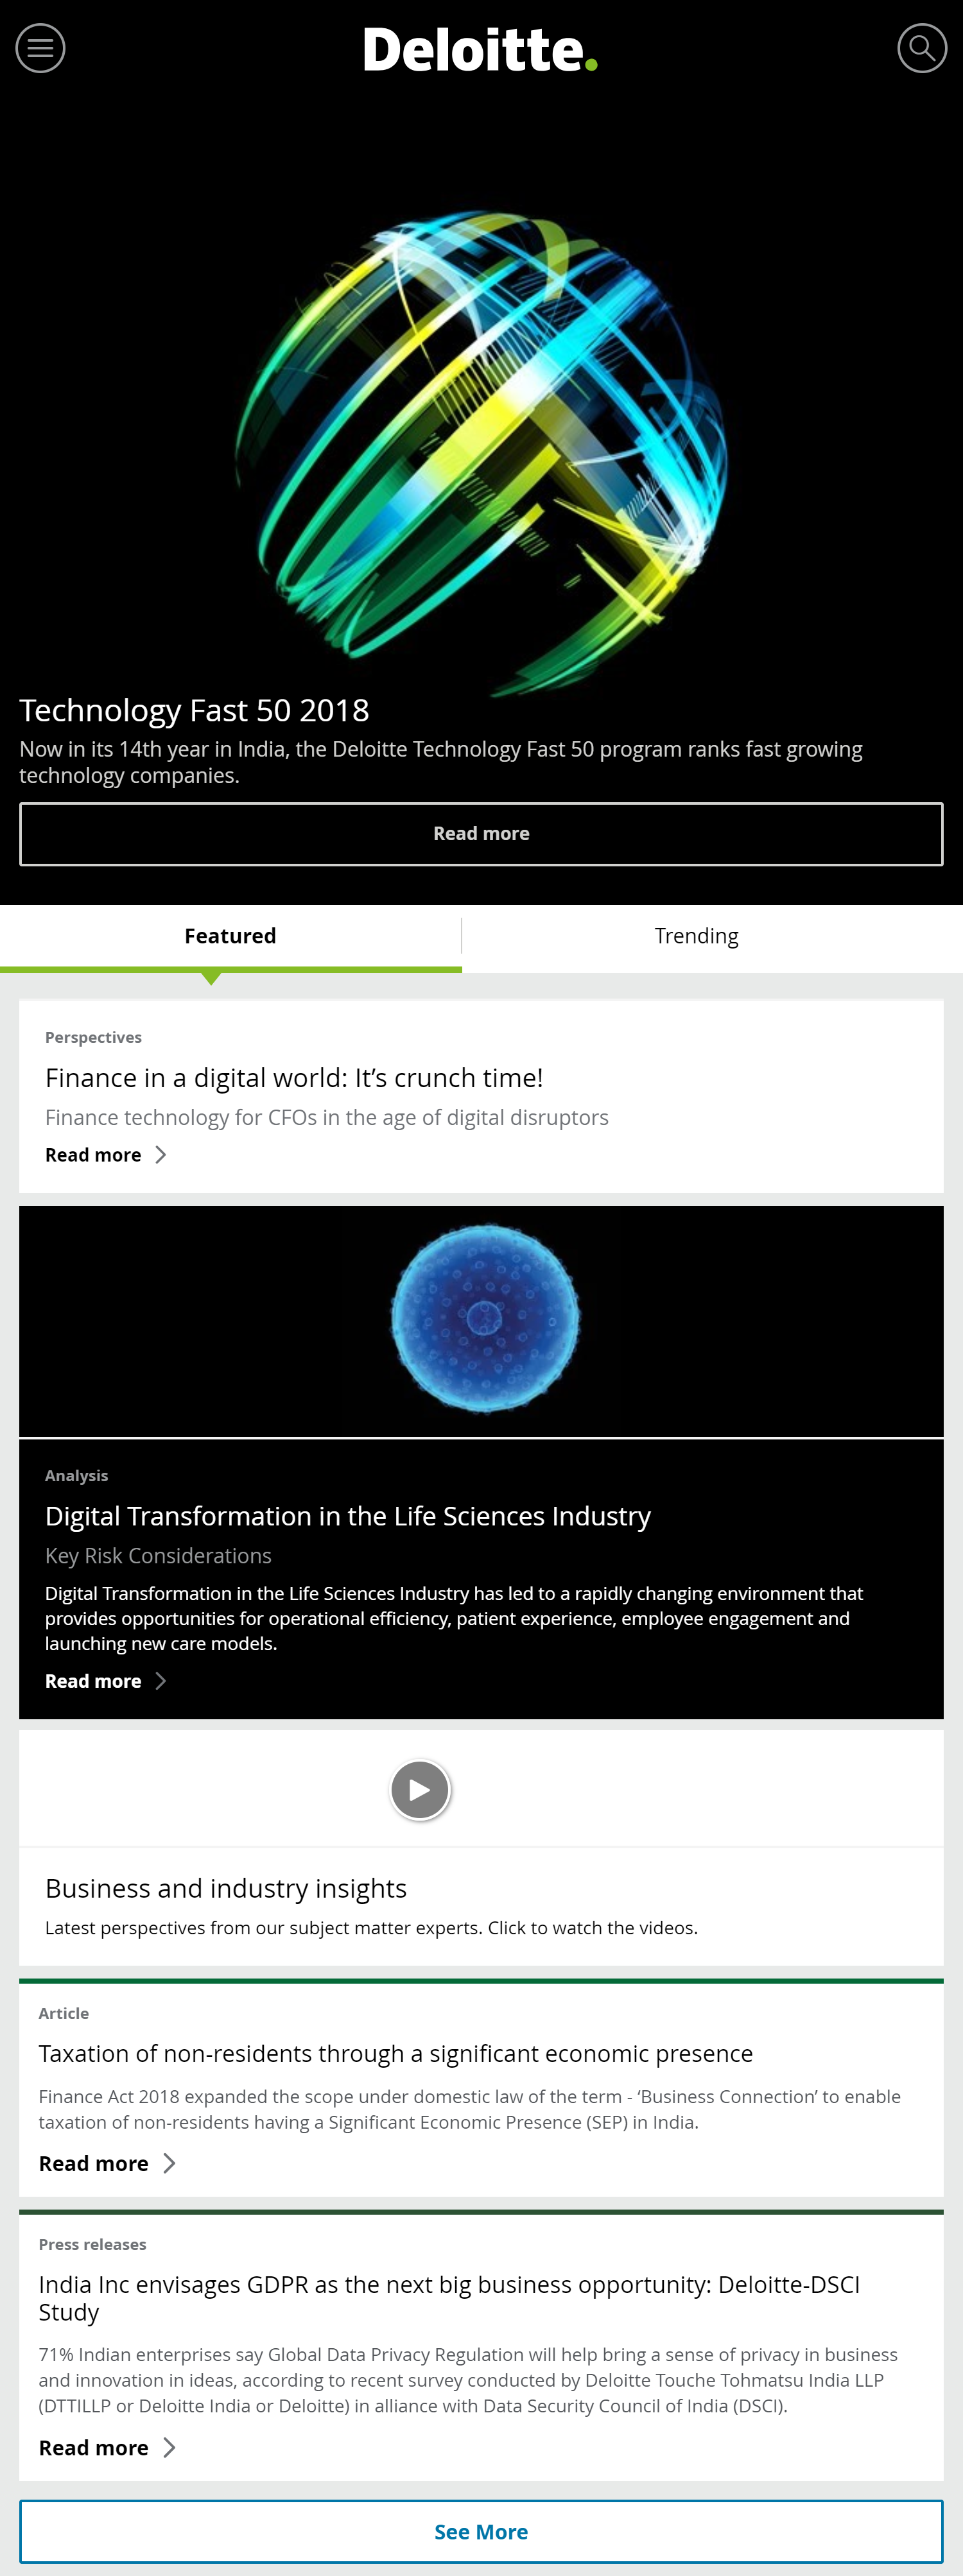 Deloitte.
Technology Fast 50 2018
Now in its 14th year in India, the Deloitte Technology Fast 50 program ranks fast growing
technology companies.
Read more
Featured
Trending
Perspectives
Finance in a digital world: It’s crunch time!
Finance technology for CFOs in the age of digital disruptors
Read more
Analysis
Digital Transformation in the Life Sciences Industry
Key Risk Considerations
Digital Transformation in the Life Sciences Industry has led to a rapidly changing environment that
provides opportunities for operational efficiency, patient experience, employee engagement and
launching new care models.
Read more
Business and industry insights
Latest perspectives from our subject matter experts. Click to watch the videos.
Article
Taxation of non-residents through a significant economic presence
Finance Act 2018 expanded the scope under domestic law of the term - ‘Business Connection’ to enable
taxation of non-residents having a Significant Economic Presence (SEP) in India.
Read more
Press releases
India Inc envisages GDPR as the next big business opportunity: Deloitte-DSCI
Study
71% Indian enterprises say Global Data Privacy Regulation will help bring a sense of privacy in business
and innovation in ideas, according to recent survey conducted by Deloitte Touche Tohmatsu India LLP
(DTTILLP or Deloitte India or Deloitte) in alliance with Data Security Council of India (DSCI).
Read more
See More